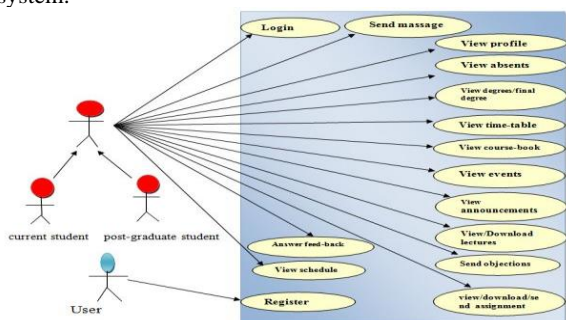 system.
Login
Send massage
View profile
View absents
View degrees/final
degree
View time-table
View course-book
View events
View
announcements
View/Download
lectures
Send objections
view/download/se
nd assignment
Answer feed-back
View schedule
Register
current student
post-graduate student
User